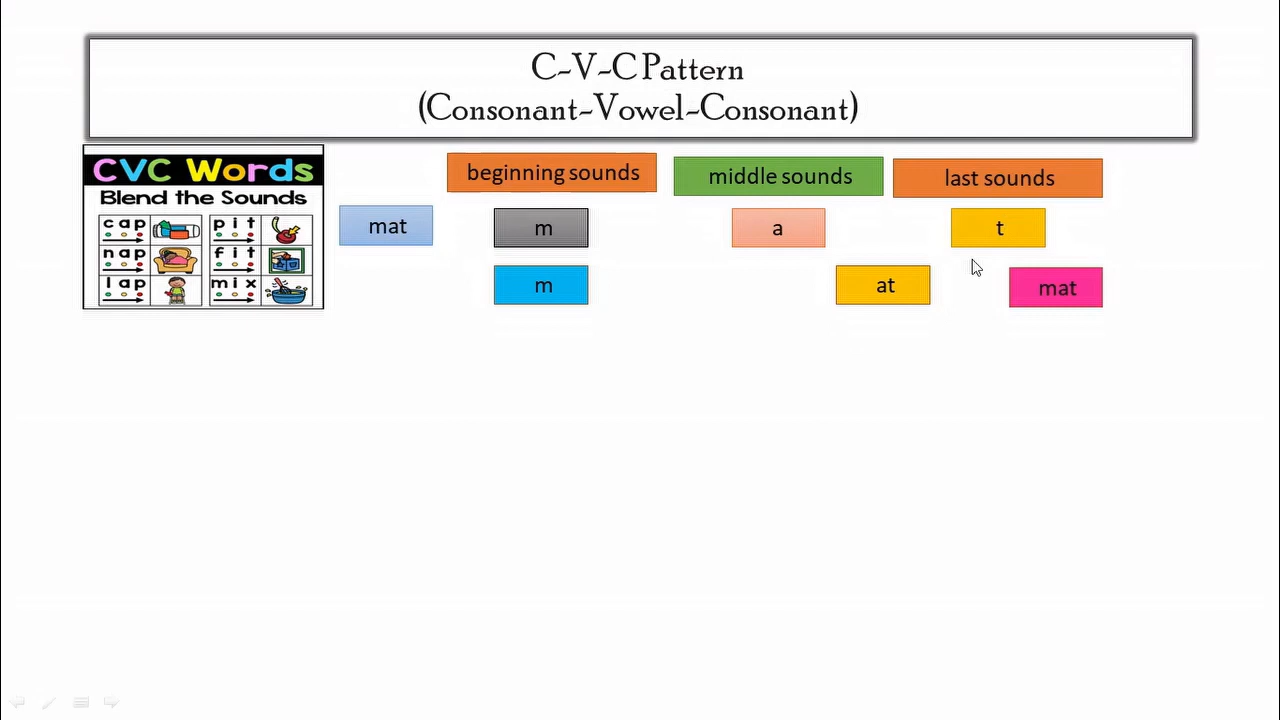 C-V-C Pattern
(Consonant-Vowel-Consonant)
CVC Words
Blend the Sounds
cap pit
nap fit
lap mix
beginning sounds middle sounds last sounds
mat m a t
m at mat